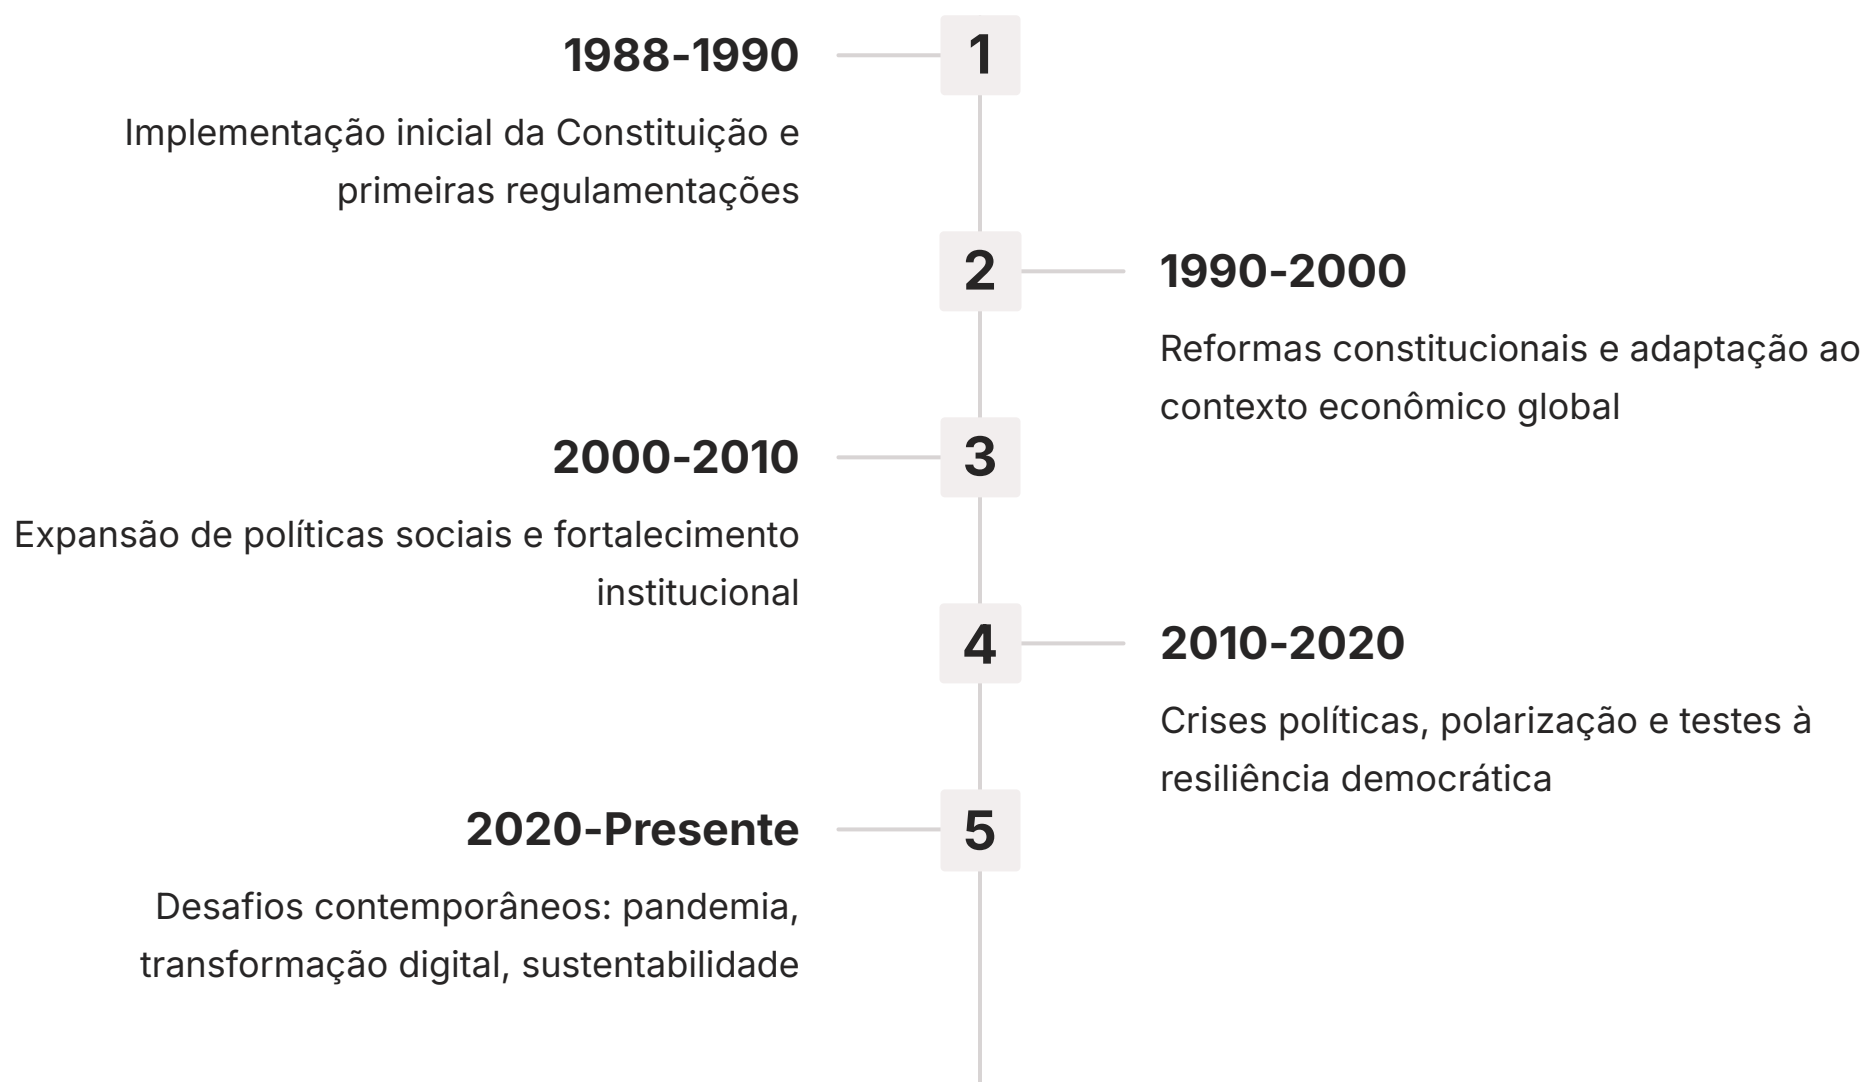 1988-1990
1
Implementação inicial da Constituição e
primeiras regulamentações
2
1990-2000
Reformas constitucionais e adaptação ao
contexto econômico global
2000-2010
3
Expansão de políticas sociais e fortalecimento
institucional
4
2010-2020
Crises políticas, polarização e testes à
resiliência democrática
2020-Presente
5
Desafios contemporâneos: pandemia,
transformação digital, sustentabilidade